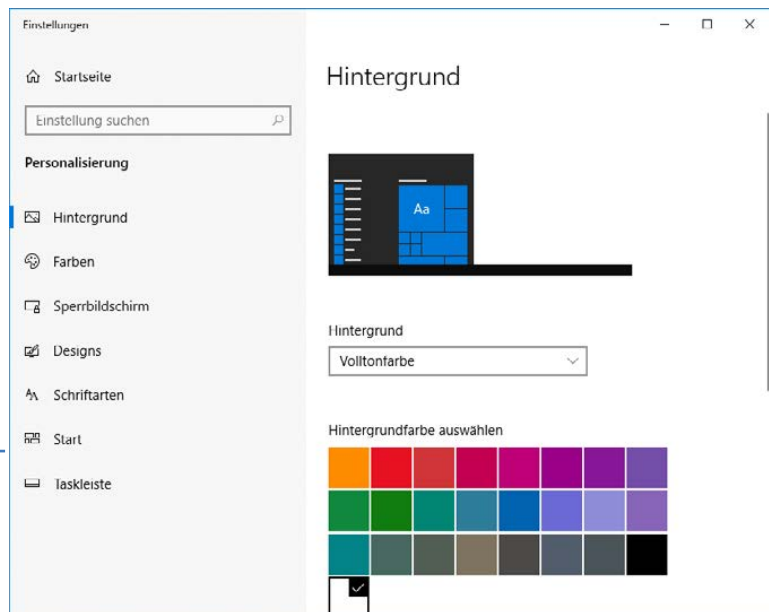 Einstellungen
Startseite
Einstellung suchen
Personalisierung
Hintergrund
Farben
Sperrbildschirm
Designs
Schriftarten
Start
Taskleiste
Hintergrund
Aa
Hintergrund
Volltonfarbe
Hintergrundfarbe auswählen